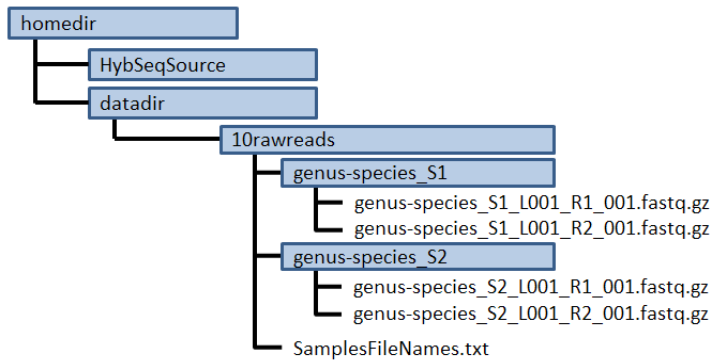 homedir
HybSeqSource
datadir
10rawreads
genus-species_S1
genus-species_S1_L001_R1_001.fastq.gz
genus-species_S1_L001_R2_001.fastq.gz
genus-species_S2
genus-species_S2_L001_R1_001.fastq.gz
genus-species_S2_L001_R2_001.fastq.gz
SamplesFileNames.txt